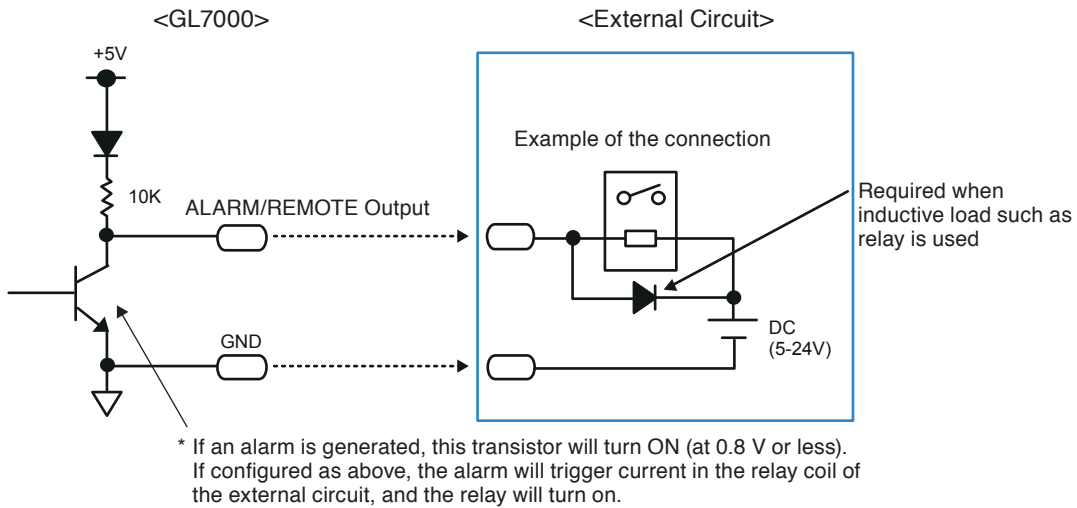 <GL7000>
<External Circuit>
+5V
Example of the connection
10K
ALARM/REMOTE Output
Required when
inductive load such as
relay is used
GND
DC
(5-24V)
* If an alarm is generated, this transistor will turn ON (at 0.8 V or less).
If configured as above, the alarm will trigger current in the relay coil of
the external circuit, and the relay will turn on.